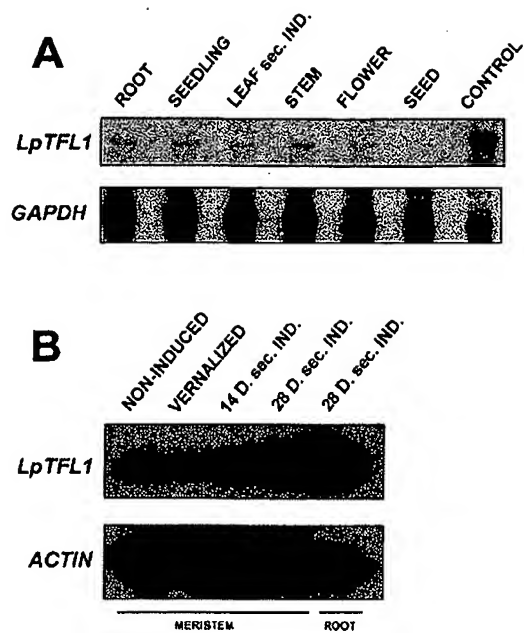 A
ROOT
SEEDLING
LEAF sec. IND.
STEM
FLOWER
SEED
CONTROL
LpTFL1
GAPDH
B
NON-INDUCED
VERNALIZED
14 D. sec. IND.
28 D. sec. IND.
28 D. sec. IND.
LpTFL1
ACTIN
MERISTEM
ROOT